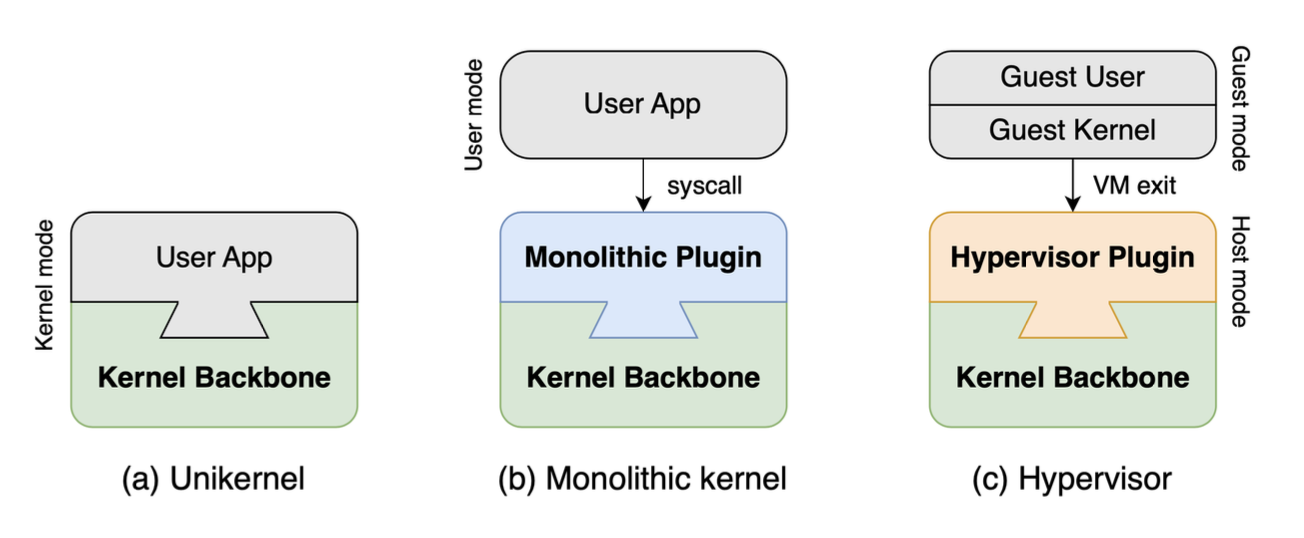 Kernel mode
User App
Kernel Backbone
(a) Unikernel
User mode
User App
syscall
Monolithic Plugin
Kernel Backbone
(b) Monolithic kernel
Guest User
Guest Kernel
Guest mode
VM exit
Hypervisor Plugin
Host mode
Kernel Backbone
(c) Hypervisor